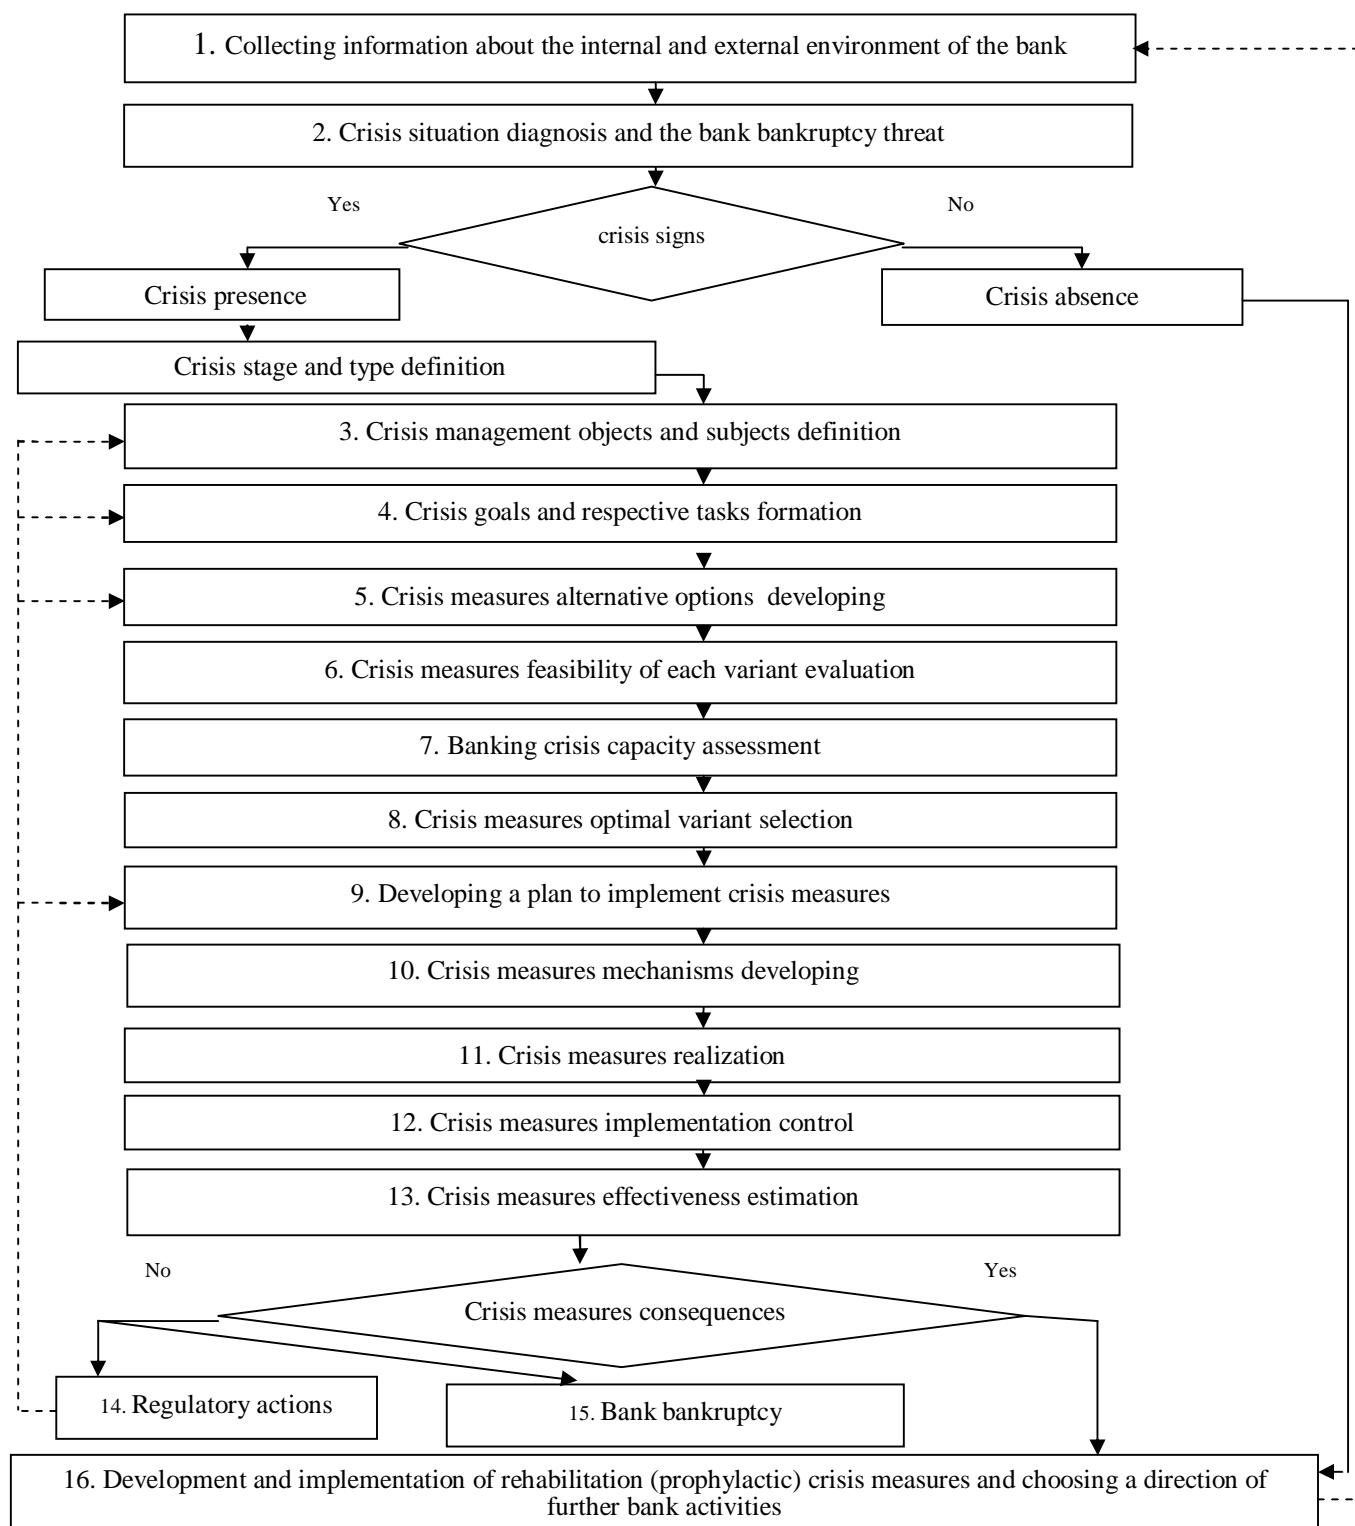 1. Collecting information about the internal and external environment of the bank
2. Crisis situation diagnosis and the bank bankruptcy threat
Yes
No
crisis signs
Crisis presence
Crisis absence
Crisis stage and type definition
3. Crisis management objects and subjects definition
4. Crisis goals and respective tasks formation
5. Crisis measures alternative options developing
6. Crisis measures feasibility of each variant evaluation
7. Banking crisis capacity assessment
8. Crisis measures optimal variant selection
9. Developing a plan to implement crisis measures
10. Crisis measures mechanisms developing
11. Crisis measures realization
12. Crisis measures implementation control
13. Crisis measures effectiveness estimation
No
Yes
Crisis measures consequences
14. Regulatory actions
15. Bank bankruptcy
16. Development and implementation of rehabilitation (prophylactic) crisis measures and choosing a direction of
further bank activities